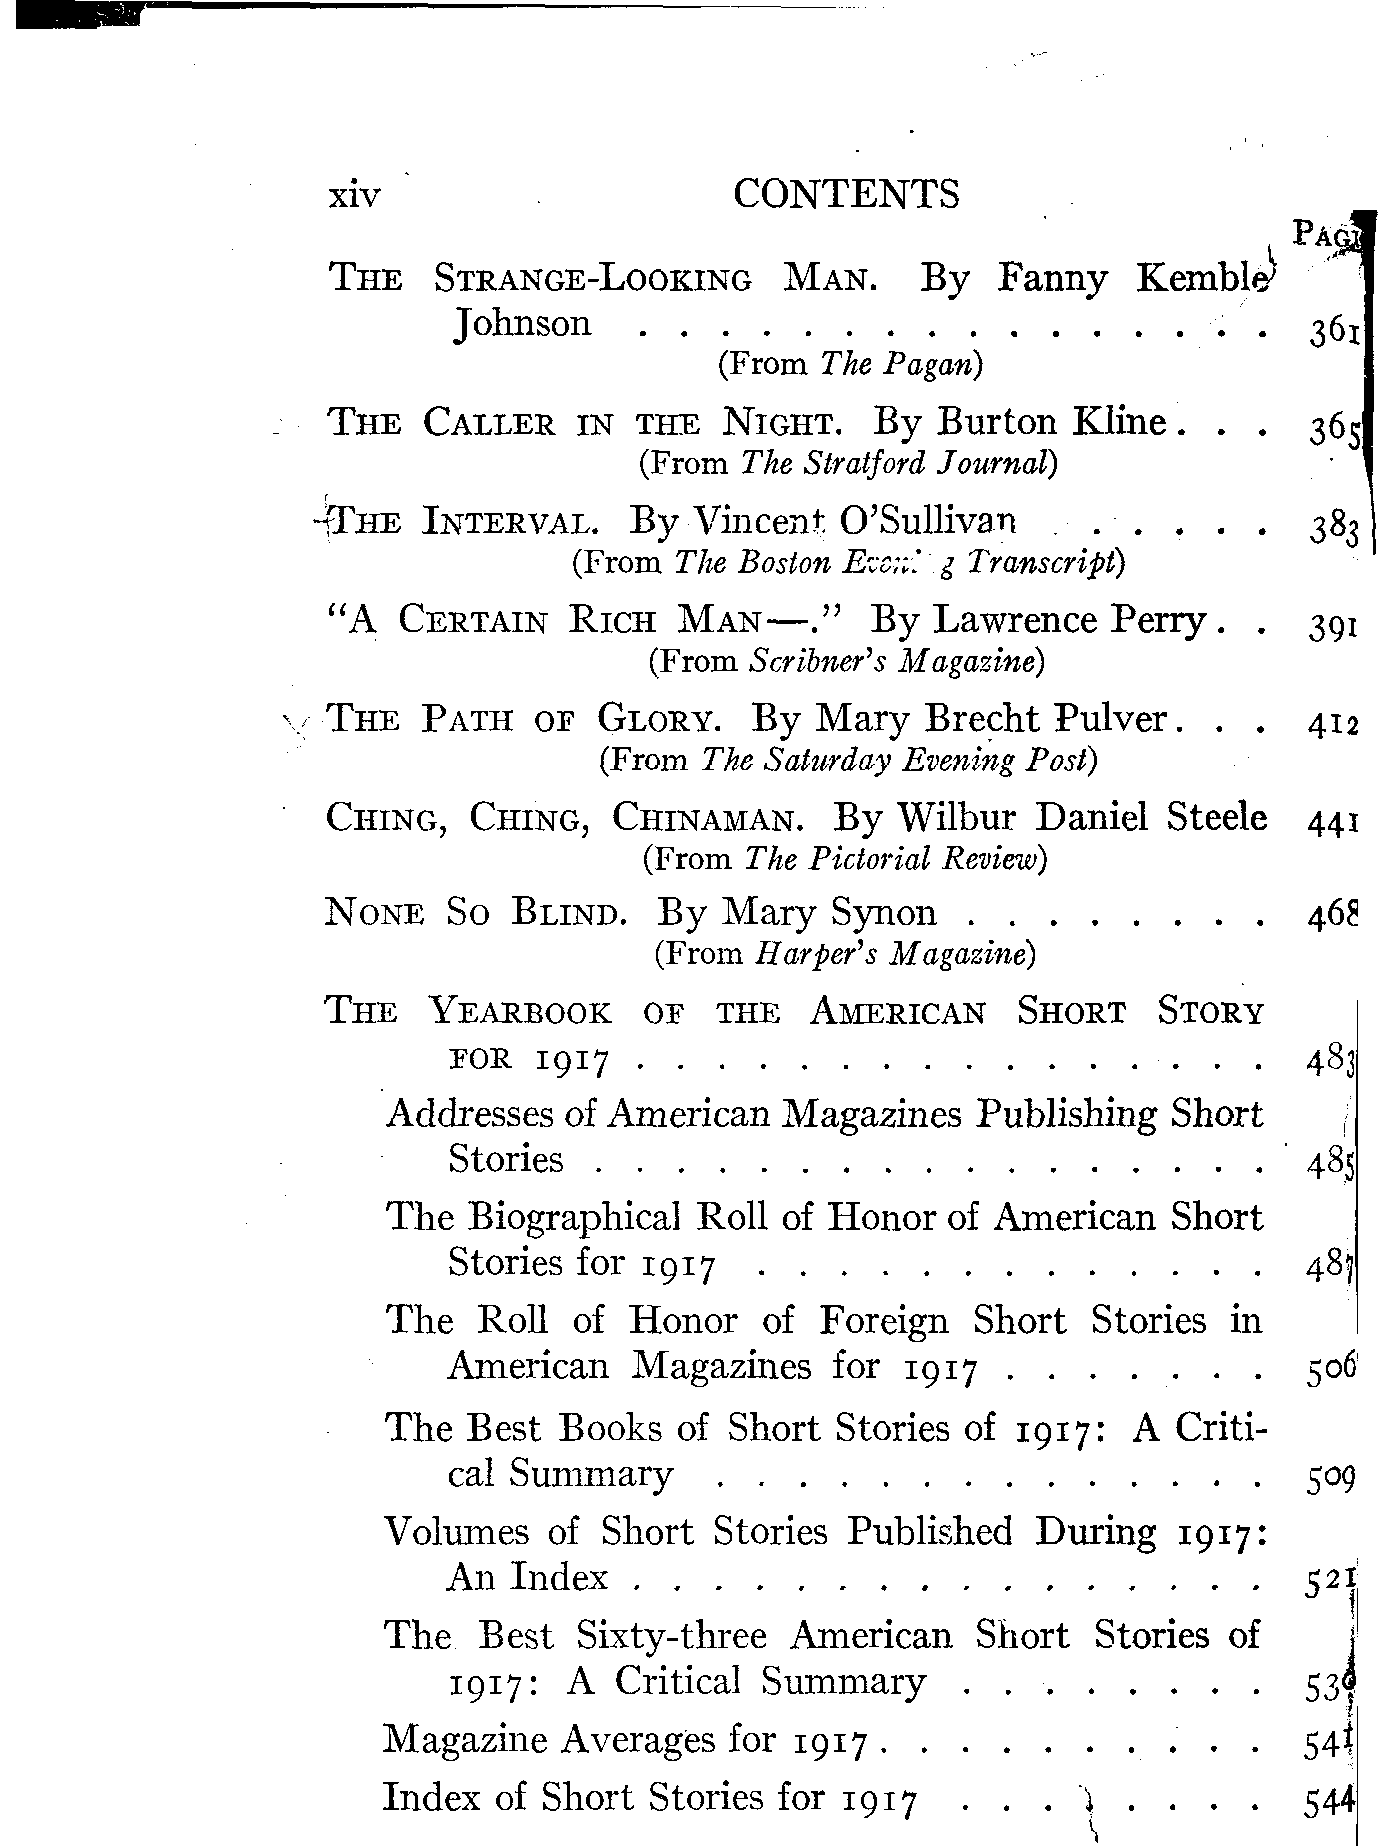 xiv CONTENTS
PAGE
THE STRANGE-LOOKING MAN. By Fanny Kemble
Johnson . . . . . . . . . . . . . . . . 361
(From The Pagan)
THE CALLER IN THE NIGHT. By Burton Kline . . . 365
(From The Stratford Journal)
THE INTERVAL. By Vincent O'Sullivan . . . . . . 383
(From The Boston Evening Transcript)
"A CERTAIN RICH MAN—." By Lawrence Perry . . 391
(From Scribner's Magazine)
THE PATH OF GLORY. By Mary Brecht Pulver . . . 412
(From The Saturday Evening Post)
CHING, CHING, CHINAMAN. By Wilbur Daniel Steele 441
(From The Pictorial Review)
NONE SO BLIND. By Mary Synon . . . . . . . . 468
(From Harper's Magazine)
THE YEARBOOK OF THE AMERICAN SHORT STORY
FOR 1917 . . . . . . . . . . . . . . . . 483
Addresses of American Magazines Publishing Short
Stories . . . . . . . . . . . . . . . . . 485
The Biographical Roll of Honor of American Short
Stories for 1917 . . . . . . . . . . . . . 487
The Roll of Honor of Foreign Short Stories in
American Magazines for 1917 . . . . . . . 506
The Best Books of Short Stories of 1917: A Criti-
cal Summary . . . . . . . . . . . . . . 509
Volumes of Short Stories Published During 1917:
An Index . . . . . . . . . . . . . . . . 521
The Best Sixty-three American Short Stories of
1917: A Critical Summary . . . . . . . .
Magazine Averages for 1917 . . . . . . . . . . 541
Index of Short Stories for 1917 . . . . . . . . 544